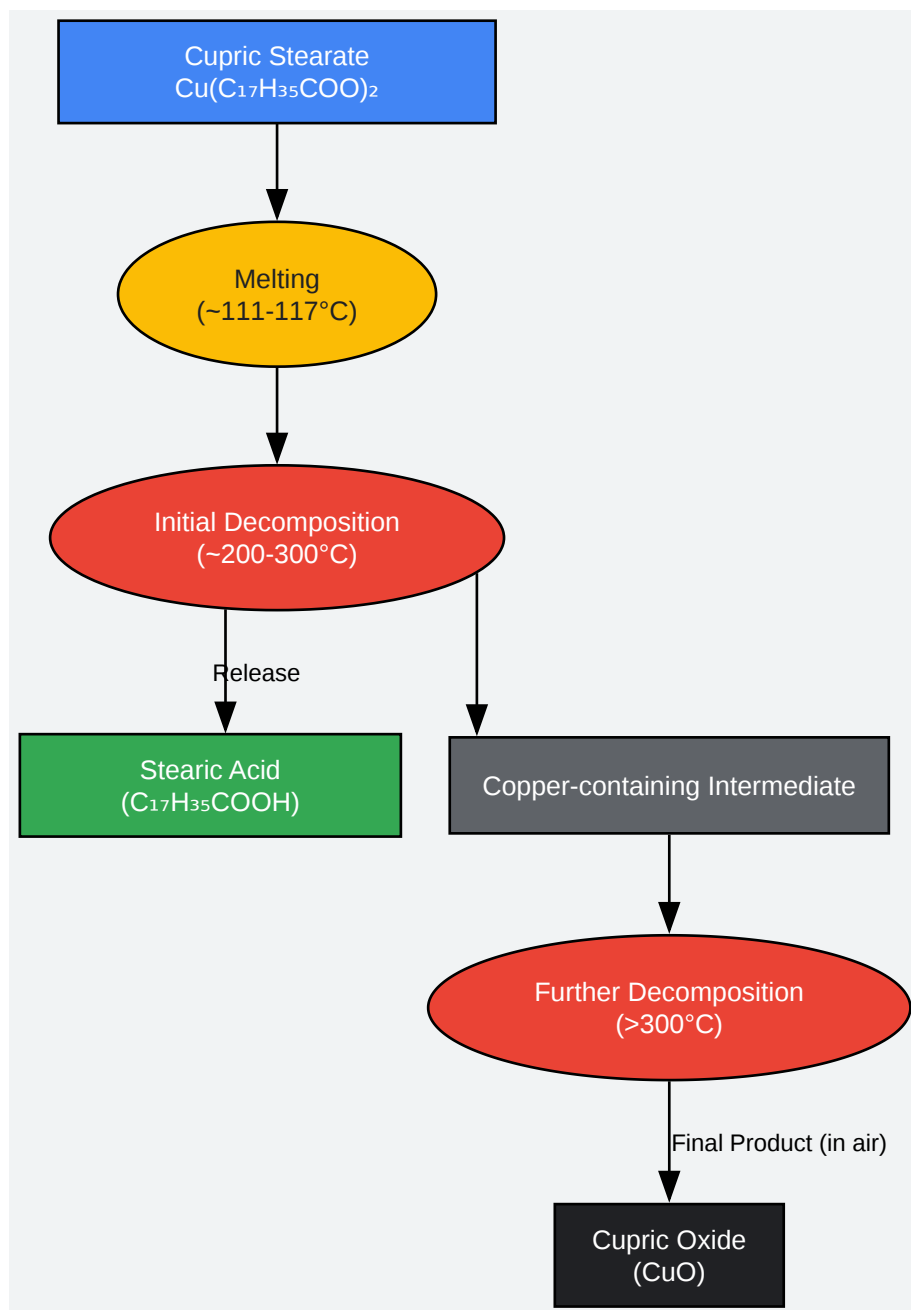 Cupric Stearate
Cu(C₁₇H₃₅COO)₂
Melting
(~111-117°C)
Initial Decomposition
(~200-300°C)
Release
Stearic Acid
(C₁₇H₃₅COOH)
Copper-containing Intermediate
Further Decomposition
(>300°C)
Final Product (in air)
Cupric Oxide
(CuO)